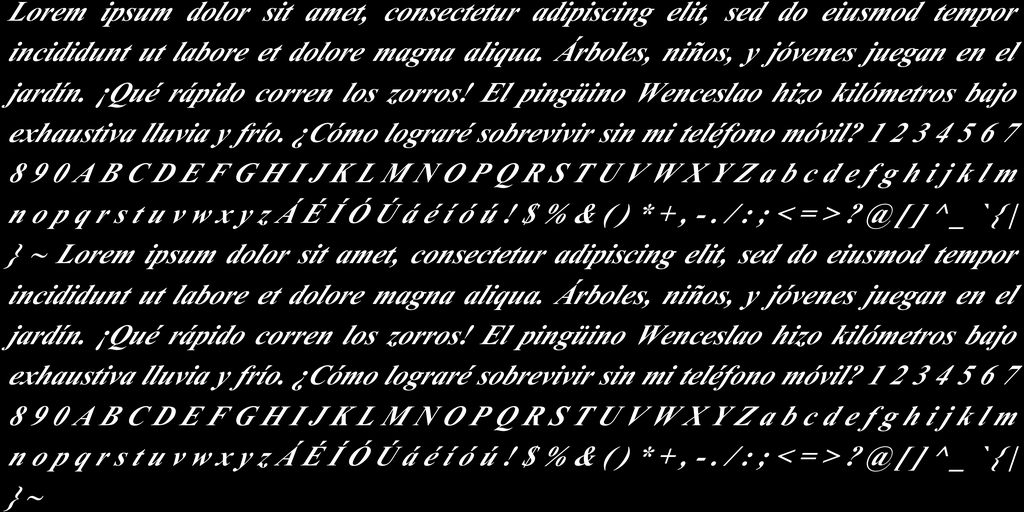 Lorem ipsum dolor sit amet, consectetur adipiscing elit, sed do eiusmod tempor
incididunt ut labore et dolore magna aliqua. Árboles, niños, y jóvenes juegan en el
jardín. ¡Qué rápido corren los zorros! El pingüino Wenceslao hizo kilómetros bajo
exhaustiva lluvia y frío. ¿Cómo lograré sobrevivir sin mi teléfono móvil? 1 2 3 4 5 6 7
8 9 0 A B C D E F G H I J K L M N O P Q R S T U V W X Y Z a b c d e f g h i j k l m
n o p q r s t u v w x y z Á É Í Ó Ú á é í ó ú ! $ % & ( ) * + , - . / : ; < = > ? @ [ ] ^ _ ` { |
} ~ Lorem ipsum dolor sit amet, consectetur adipiscing elit, sed do eiusmod tempor
incididunt ut labore et dolore magna aliqua. Árboles, niños, y jóvenes juegan en el
jardín. ¡Qué rápido corren los zorros! El pingüino Wenceslao hizo kilómetros bajo
exhaustiva lluvia y frío. ¿Cómo lograré sobrevivir sin mi teléfono móvil? 1 2 3 4 5 6 7
8 9 0 A B C D E F G H I J K L M N O P Q R S T U V W X Y Z a b c d e f g h i j k l m
n o p q r s t u v w x y z Á É Í Ó Ú á é í ó ú ! $ % & ( ) * + , - . / : ; < = > ? @ [ ] ^ _ ` { |
} ~